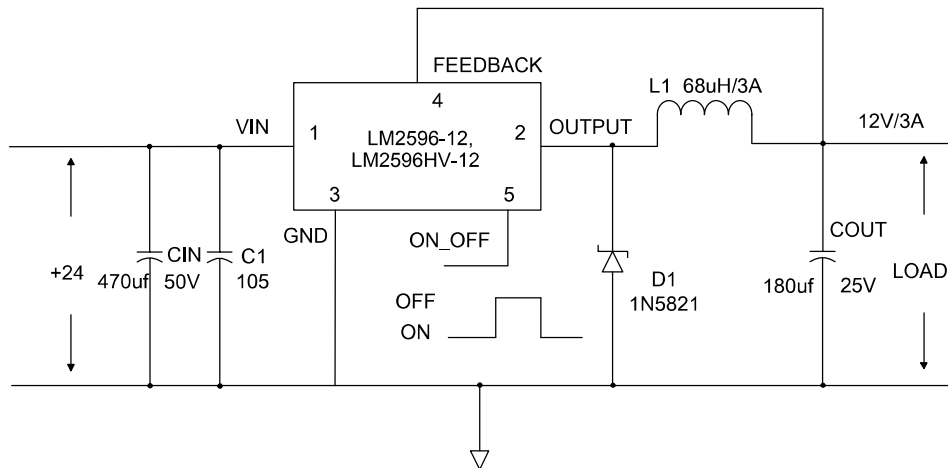 FEEDBACK
4
L1 68uH/3A
VIN
1
LM2596-12,
LM2596HV-12
2
OUTPUT
12V/3A
3
5
GND
ON_OFF
+24
470uf
CIN
50V
C1
105
OFF
ON
D1
1N5821
COUT
180uf
25V
LOAD